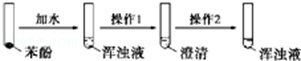 加水 操作1 操作2
苯酚 浑浊液 澄清 浑浊液